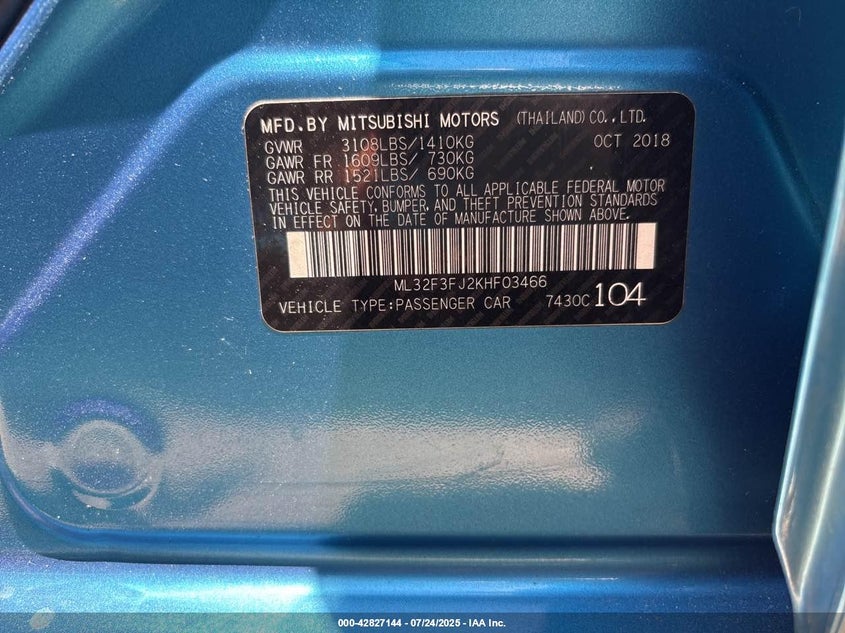 MFD.BY MITSUBISHI MOTORS (THAILAND) CO.,LTD.
GVWR 3108LBS/1410KG OCT 2018
GAWR FR 1609LBS/ 730KG
GAWR RR 1521LBS/ 690KG
THIS VEHICLE CONFORMS TO ALL APPLICABLE FEDERAL MOTOR
VEHICLE SAFETY, BUMPER, AND THEFT PREVENTION STANDARDS
IN EFFECT ON THE DATE OF MANUFACTURE SHOWN ABOVE.
ML32F3FJ2KHF03466
VEHICLE TYPE:PASSENGER CAR 7430C 104
000-42827144 | 07/24/2025 - IAA Inc.